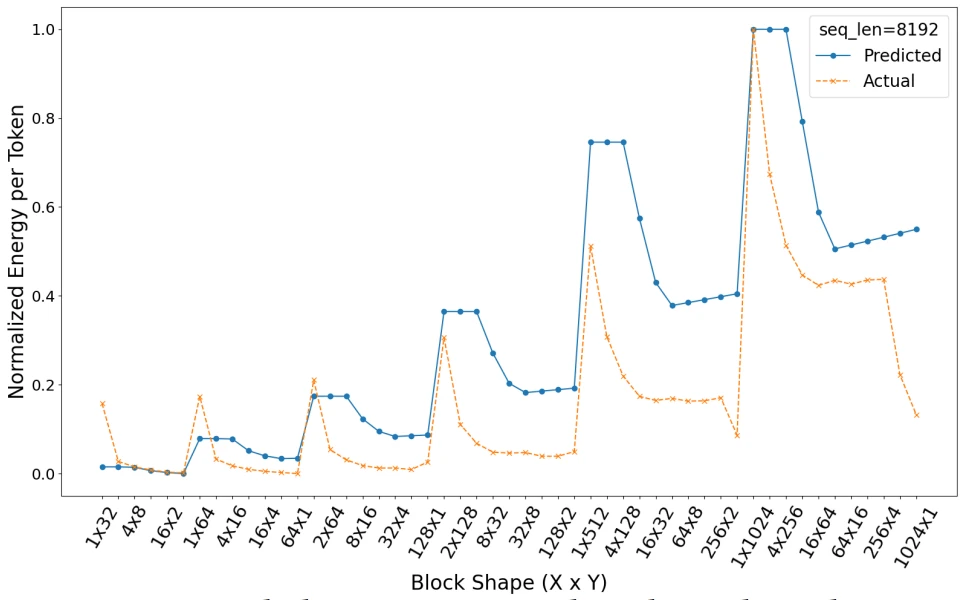 seq_len=8192
Predicted
Actual
Normalized Energy per Token
1.0
0.8
0.6
0.4
0.2
0.0
1x32
4x8
16x2
1x64
4x16
16x4
64x1
2x64
8x16
32x4
128x1
2x128
8x32
32x8
128x2
1x512
4x128
16x32
64x8
256x2
1x1024
4x256
16x64
64x16
256x4
1024x1
Block Shape (X x Y)